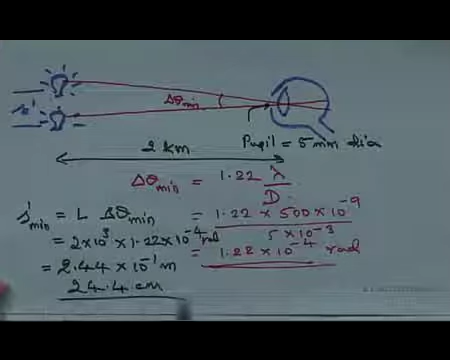 s'
Δθmin
Pupil = 5 mm dia
2 km
Δθmin = 1.22 λ/D
s'min = L Δθmin = 1.22 × 500 × 10^-9 / 5 × 10^-3
= 2×10^3 × 1.22×10^-4 rad = 1.22 × 10^-4 rad
= 2.44 × 10^-1 m
24.4 cm